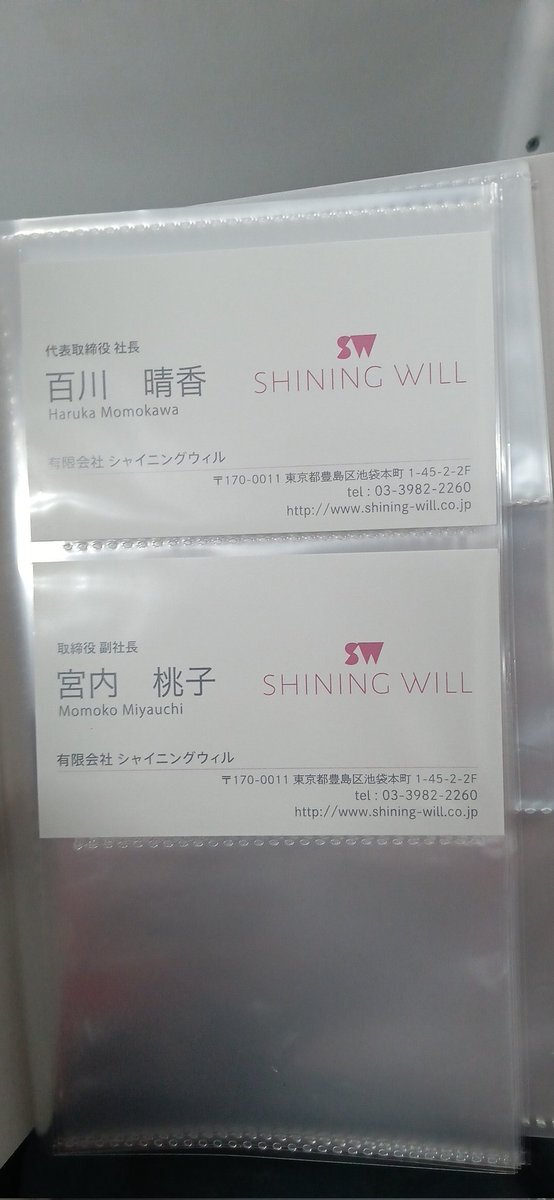 代表取締役 社長
百川 晴香
Haruka Momokawa
SW
SHINING WILL
有限会社 シャイニングウィル
〒170-0011 東京都豊島区池袋本町 1-45-2-2F
tel : 03-3982-2260
http://www.shining-will.co.jp
取締役 副社長
宮内 桃子
Momoko Miyauchi
SW
SHINING WILL
有限会社 シャイニングウィル
〒170-0011 東京都豊島区池袋本町 1-45-2-2F
tel : 03-3982-2260
http://www.shining-will.co.jp